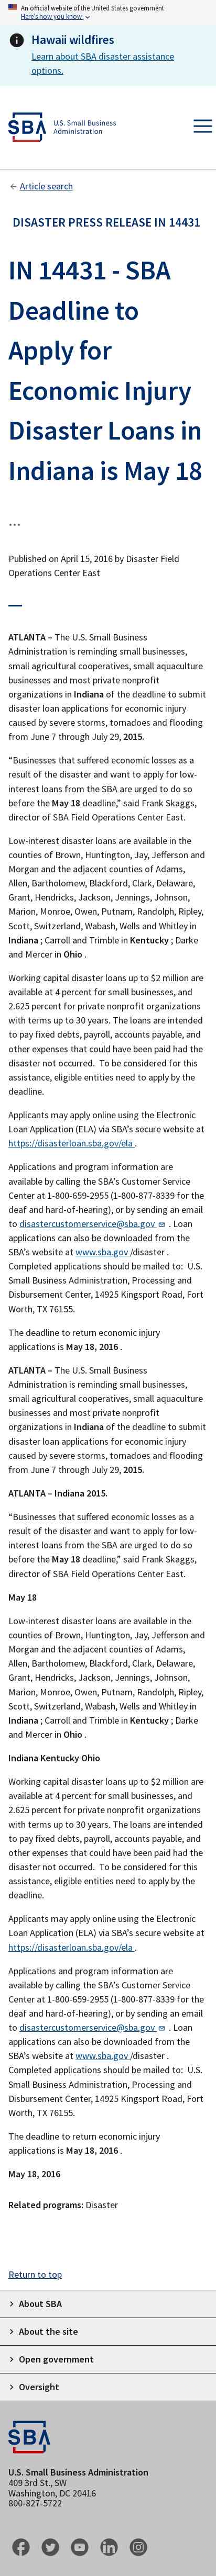 An official website of the United States government
Here's how you know
Hawaii wildfires
Learn about SBA disaster assistance
options.
SBA
U.S. Small Business
Administration
← Article search
DISASTER PRESS RELEASE IN 14431
IN 14431 - SBA
Deadline to
Apply for
Economic Injury
Disaster Loans in
Indiana is May 18
...
Published on April 15, 2016 by Disaster Field
Operations Center East
ATLANTA – The U.S. Small Business
Administration is reminding small businesses,
small agricultural cooperatives, small aquaculture
businesses and most private nonprofit
organizations in Indiana of the deadline to submit
disaster loan applications for economic injury
caused by severe storms, tornadoes and flooding
from June 7 through July 29, 2015.
“Businesses that suffered economic losses as a
result of the disaster and want to apply for low-
interest loans from the SBA are urged to do so
before the May 18 deadline,” said Frank Skaggs,
director of SBA Field Operations Center East.
Low-interest disaster loans are available in the
counties of Brown, Huntington, Jay, Jefferson and
Morgan and the adjacent counties of Adams,
Allen, Bartholomew, Blackford, Clark, Delaware,
Grant, Hendricks, Jackson, Jennings, Johnson,
Marion, Monroe, Owen, Putnam, Randolph, Ripley,
Scott, Switzerland, Wabash, Wells and Whitley in
Indiana ; Carroll and Trimble in Kentucky ; Darke
and Mercer in Ohio .
Working capital disaster loans up to $2 million are
available at 4 percent for small businesses, and
2.625 percent for private nonprofit organizations
with terms up to 30 years. The loans are intended
to pay fixed debts, payroll, accounts payable, and
other expenses that could have been paid had the
disaster not occurred. To be considered for this
assistance, eligible entities need to apply by the
deadline.
Applicants may apply online using the Electronic
Loan Application (ELA) via SBA’s secure website at
https://disasterloan.sba.gov/ela .
Applications and program information are
available by calling the SBA’s Customer Service
Center at 1-800-659-2955 (1-800-877-8339 for the
deaf and hard-of-hearing), or by sending an email
to disastercustomerservice@sba.gov . Loan
applications can also be downloaded from the
SBA’s website at www.sba.gov /disaster .
Completed applications should be mailed to: U.S.
Small Business Administration, Processing and
Disbursement Center, 14925 Kingsport Road, Fort
Worth, TX 76155.
The deadline to return economic injury
applications is May 18, 2016 .
ATLANTA – The U.S. Small Business
Administration is reminding small businesses,
small agricultural cooperatives, small aquaculture
businesses and most private nonprofit
organizations in Indiana of the deadline to submit
disaster loan applications for economic injury
caused by severe storms, tornadoes and flooding
from June 7 through July 29, 2015.
ATLANTA – Indiana 2015.
“Businesses that suffered economic losses as a
result of the disaster and want to apply for low-
interest loans from the SBA are urged to do so
before the May 18 deadline,” said Frank Skaggs,
director of SBA Field Operations Center East.
May 18
Low-interest disaster loans are available in the
counties of Brown, Huntington, Jay, Jefferson and
Morgan and the adjacent counties of Adams,
Allen, Bartholomew, Blackford, Clark, Delaware,
Grant, Hendricks, Jackson, Jennings, Johnson,
Marion, Monroe, Owen, Putnam, Randolph, Ripley,
Scott, Switzerland, Wabash, Wells and Whitley in
Indiana ; Carroll and Trimble in Kentucky ; Darke
and Mercer in Ohio .
Indiana Kentucky Ohio
Working capital disaster loans up to $2 million are
available at 4 percent for small businesses, and
2.625 percent for private nonprofit organizations
with terms up to 30 years. The loans are intended
to pay fixed debts, payroll, accounts payable, and
other expenses that could have been paid had the
disaster not occurred. To be considered for this
assistance, eligible entities need to apply by the
deadline.
Applicants may apply online using the Electronic
Loan Application (ELA) via SBA’s secure website at
https://disasterloan.sba.gov/ela .
Applications and program information are
available by calling the SBA’s Customer Service
Center at 1-800-659-2955 (1-800-877-8339 for the
deaf and hard-of-hearing), or by sending an email
to disastercustomerservice@sba.gov . Loan
applications can also be downloaded from the
SBA’s website at www.sba.gov /disaster .
Completed applications should be mailed to: U.S.
Small Business Administration, Processing and
Disbursement Center, 14925 Kingsport Road, Fort
Worth, TX 76155.
The deadline to return economic injury
applications is May 18, 2016 .
May 18, 2016
Related programs: Disaster
Return to top
About SBA
About the site
Open government
Oversight
SBA
U.S. Small Business Administration
409 3rd St., SW
Washington, DC 20416
800-827-5722